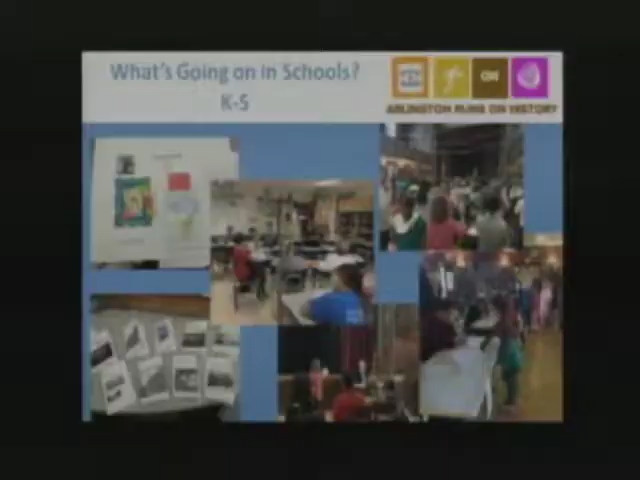 What's Going on in Schools?
K-5
ON
ARLINGTON RUNS ON HISTORY